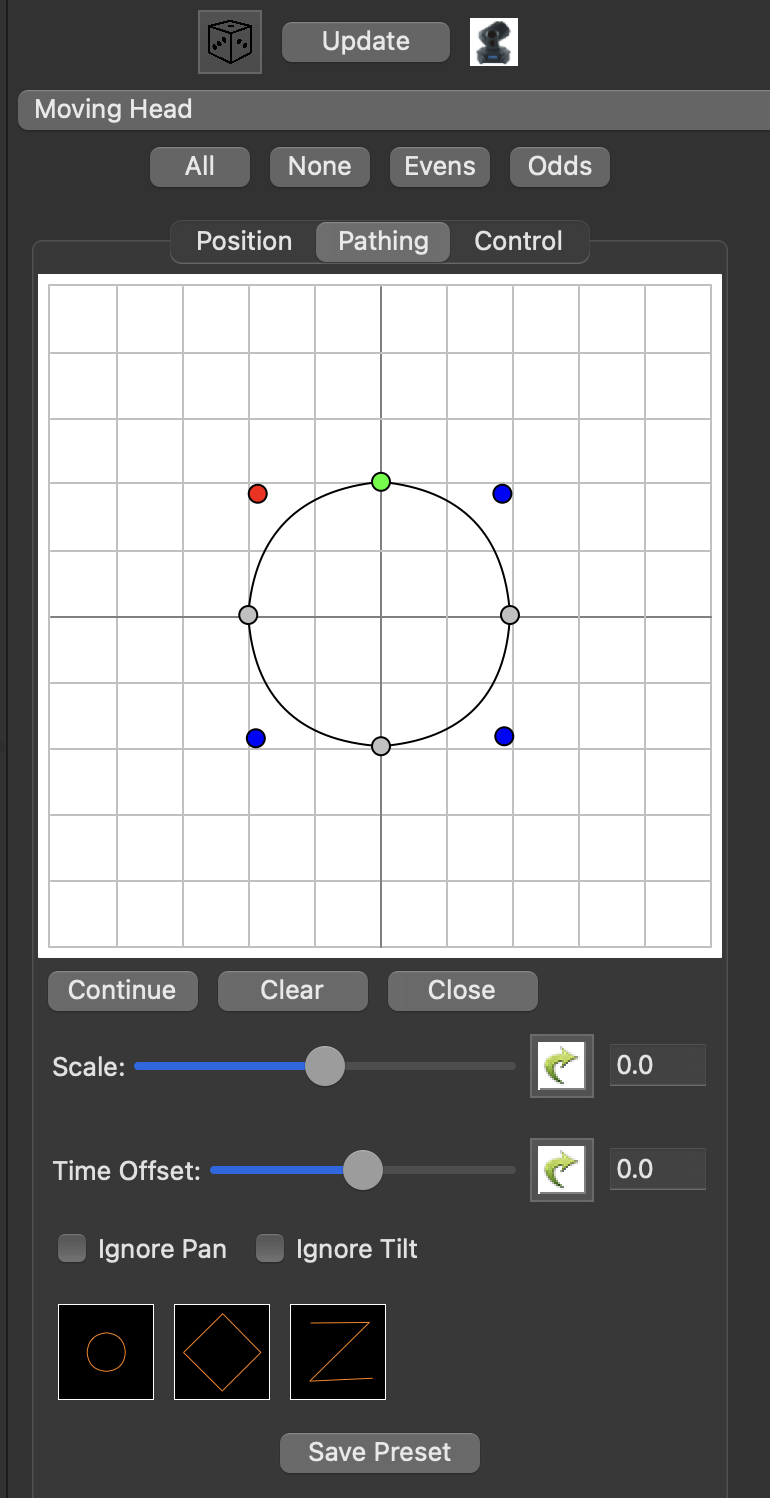 Update
Moving Head
All None Evens Odds
Position Pathing Control
Continue Clear Close
Scale: 0.0
Time Offset: 0.0
Ignore Pan Ignore Tilt
Save Preset